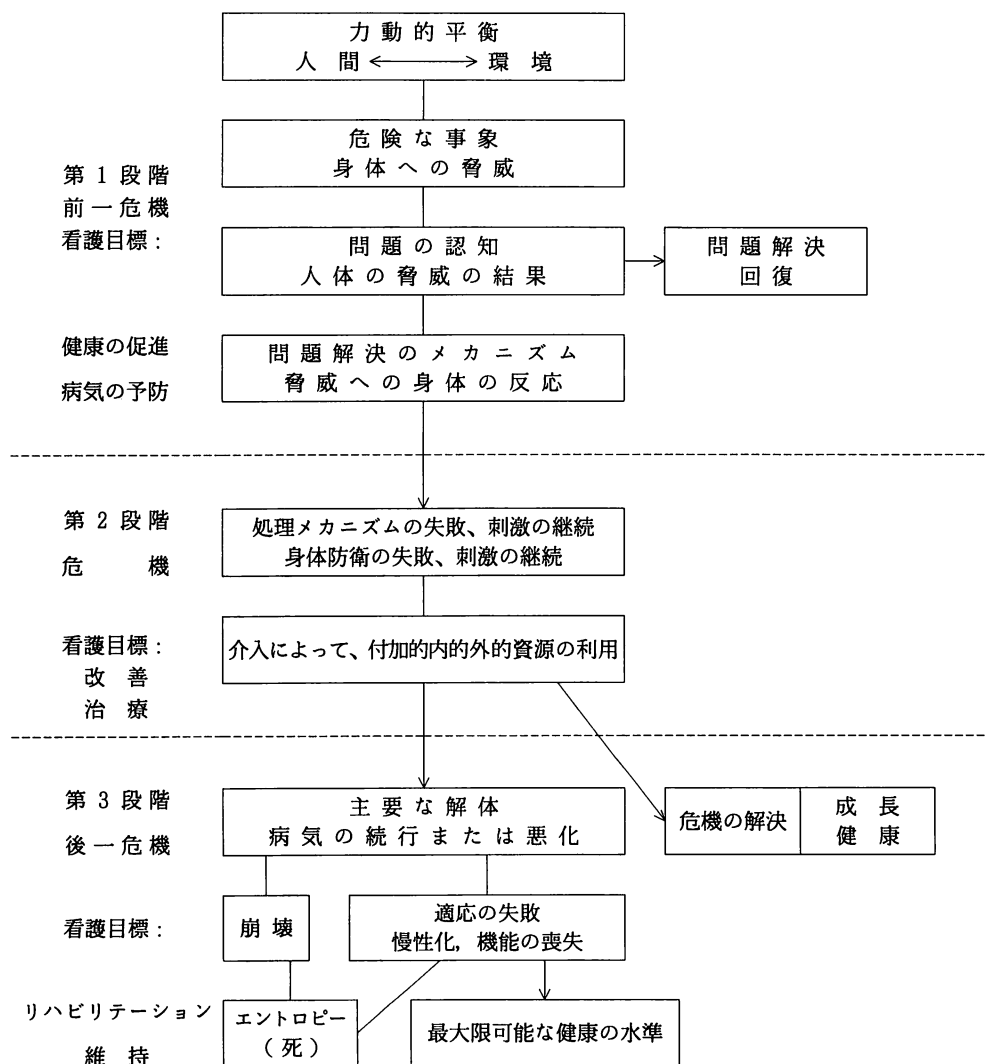 力動的平衡
人間 ⟷ 環境
危険な事象
身体への脅威
第1段階
前―危機
看護目標：
問題の認知
人体の脅威の結果
問題解決
回復
健康の促進
病気の予防
問題解決のメカニズム
脅威への身体の反応
第2段階
危機
処理メカニズムの失敗、刺激の継続
身体防衛の失敗、刺激の継続
看護目標：
改善
治療
介入によって、付加的内的外的資源の利用
第3段階
後―危機
主要な解体
病気の続行または悪化
危機の解決
成長
健康
看護目標：
崩壊
適応の失敗
慢性化，機能の喪失
リハビリテーション
維持
エントロピー
（死）
最大限可能な健康の水準